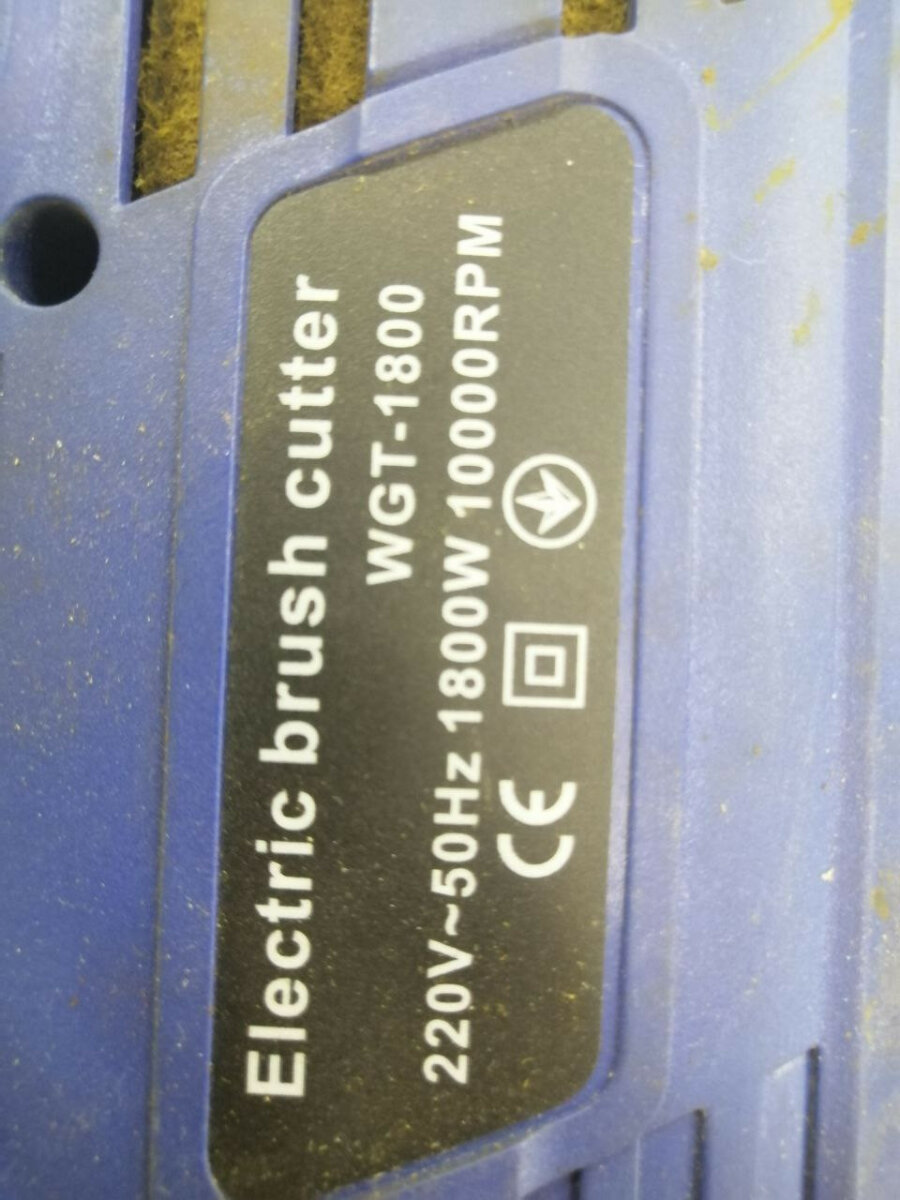 Electric brush cutter
WGT-1800
220V~50Hz 1800W 10000RPM
CE